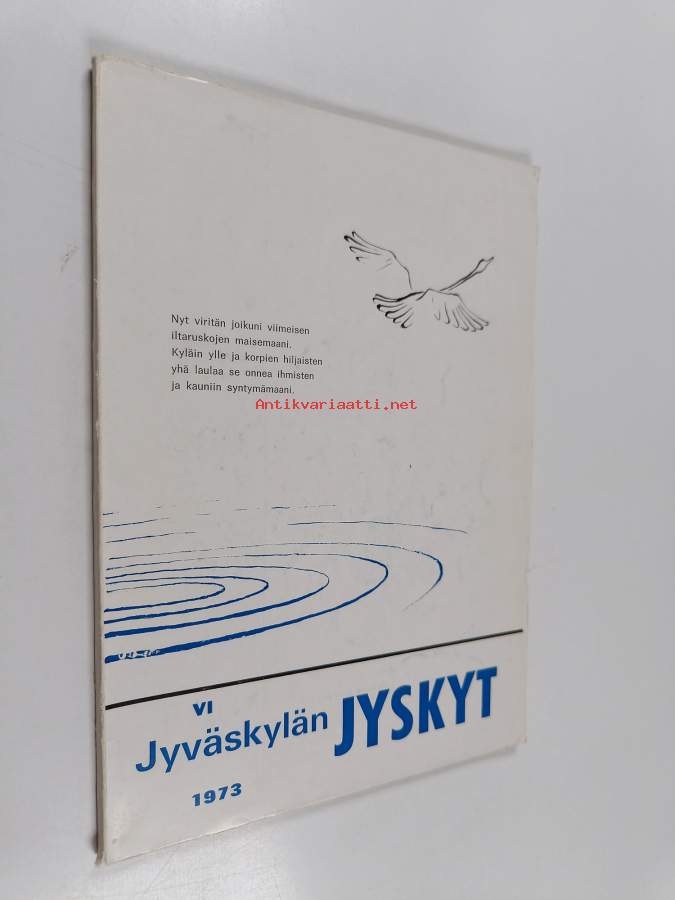 Nyt viritän joikuni viimeisen
iltaruskojen maisemaani.
Kyläin ylle ja korpien hiljaisten
yhä laulaa se onnea ihmisten
ja kauniin syntymämaani.
Antikvariaatti.net
VI
Jyväskylän JYSKYT
1973